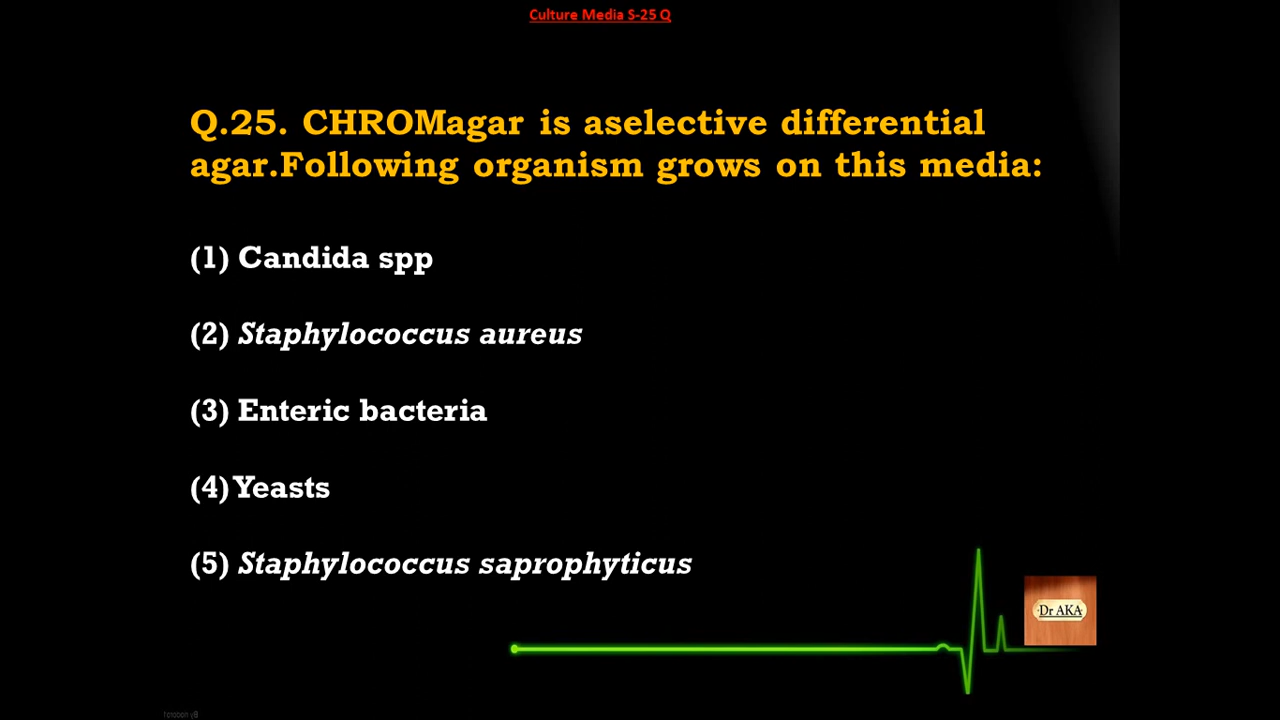 Culture Media S-25 Q
Q.25. CHROMagar is aselective differential
agar.Following organism grows on this media:
(1) Candida spp
(2) Staphylococcus aureus
(3) Enteric bacteria
(4) Yeasts
(5) Staphylococcus saprophyticus
Dr AKA